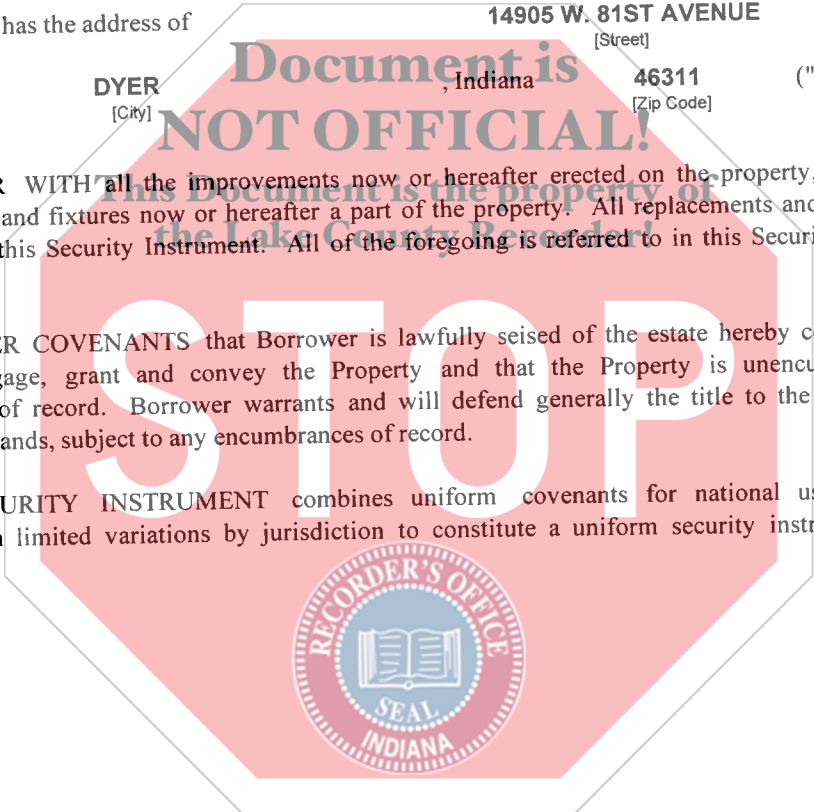 has the address of 14905 W. 81ST AVENUE
[Street]
Document is
DYER , Indiana 46311 ("
[City] [Zip Code]
NOT OFFICIAL!
R WITH all the improvements now or hereafter erected on the property,
This Document is the property of
and fixtures now or hereafter a part of the property. All replacements and
the Lake County Recorder!
this Security Instrument. All of the foregoing is referred to in this Securi
STOP
ER COVENANTS that Borrower is lawfully seised of the estate hereby c
gage, grant and convey the Property and that the Property is unencu
of record. Borrower warrants and will defend generally the title to the
ands, subject to any encumbrances of record.
URITY INSTRUMENT combines uniform covenants for national us
limited variations by jurisdiction to constitute a uniform security instr
RECORDER'S OFFICE
SEAL
INDIANA